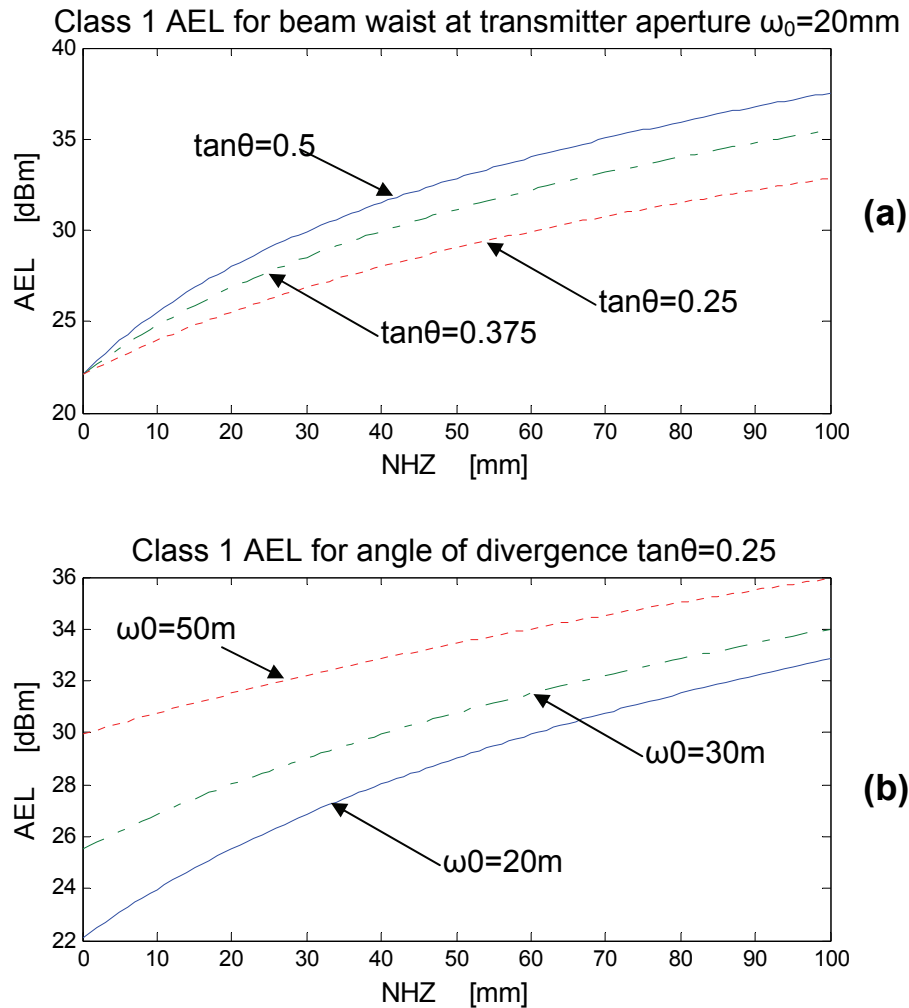 Class 1 AEL for beam waist at transmitter aperture ω₀=20mm
40
35
30
25
20
AEL [dBm]
tanθ=0.5
tanθ=0.375
tanθ=0.25
(a)
0 10 20 30 40 50 60 70 80 90 100
NHZ [mm]
Class 1 AEL for angle of divergence tanθ=0.25
36
34
32
30
28
26
24
22
AEL [dBm]
ω0=50m
ω0=30m
ω0=20m
(b)
0 10 20 30 40 50 60 70 80 90 100
NHZ [mm]